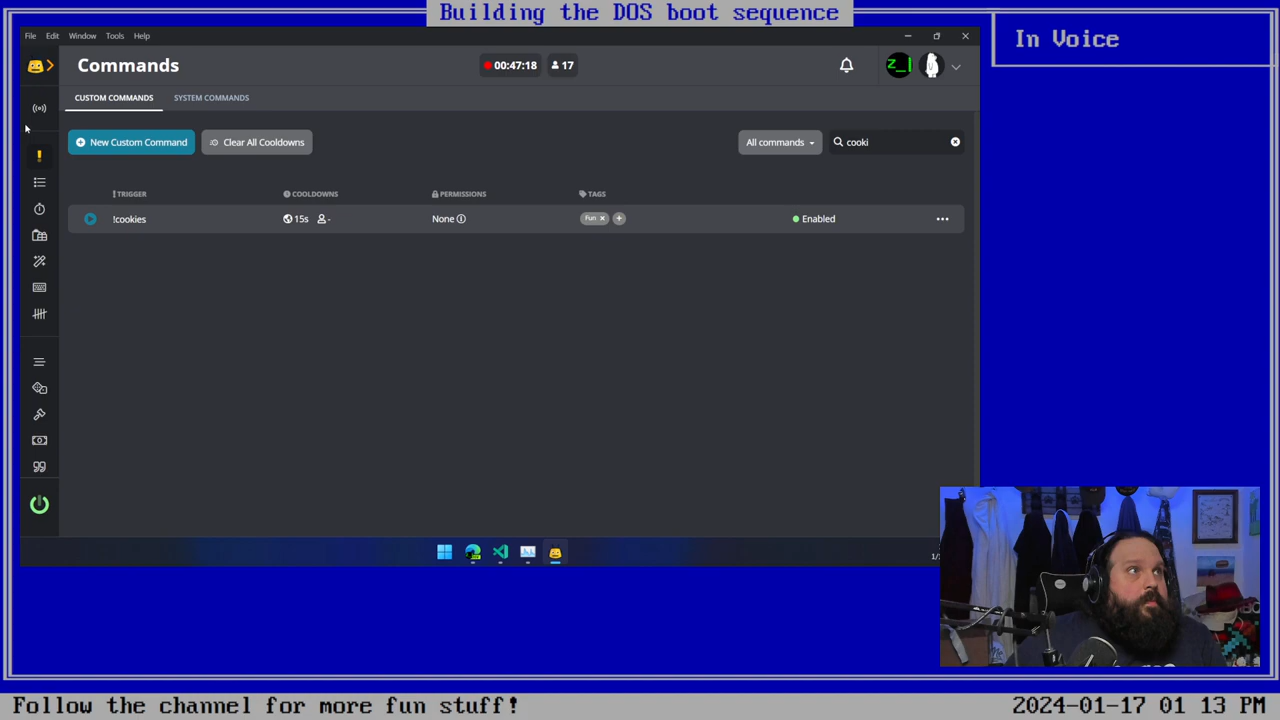 Building the DOS boot sequence
In Voice
File Edit Window Tools Help
Commands
00:47:18
17
z_|
CUSTOM COMMANDS
SYSTEM COMMANDS
New Custom Command
Clear All Cooldowns
All commands
cooki
TRIGGER
COOLDOWNS
PERMISSIONS
TAGS
!cookies
15s
-
None
Fun
Enabled
1/
Follow the channel for more fun stuff!
2024-01-17 01 13 PM